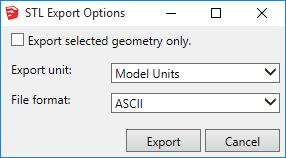 STL Export Options
Export selected geometry only.
Export unit: Model Units
File format: ASCII
Export Cancel